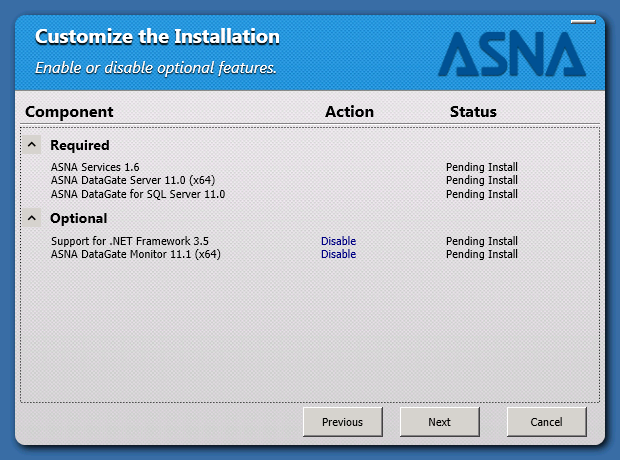 Customize the Installation
Enable or disable optional features.
ASNA
Component Action Status
Required
ASNA Services 1.6 Pending Install
ASNA DataGate Server 11.0 (x64) Pending Install
ASNA DataGate for SQL Server 11.0 Pending Install
Optional
Support for .NET Framework 3.5 Disable Pending Install
ASNA DataGate Monitor 11.1 (x64) Disable Pending Install
Previous Next Cancel